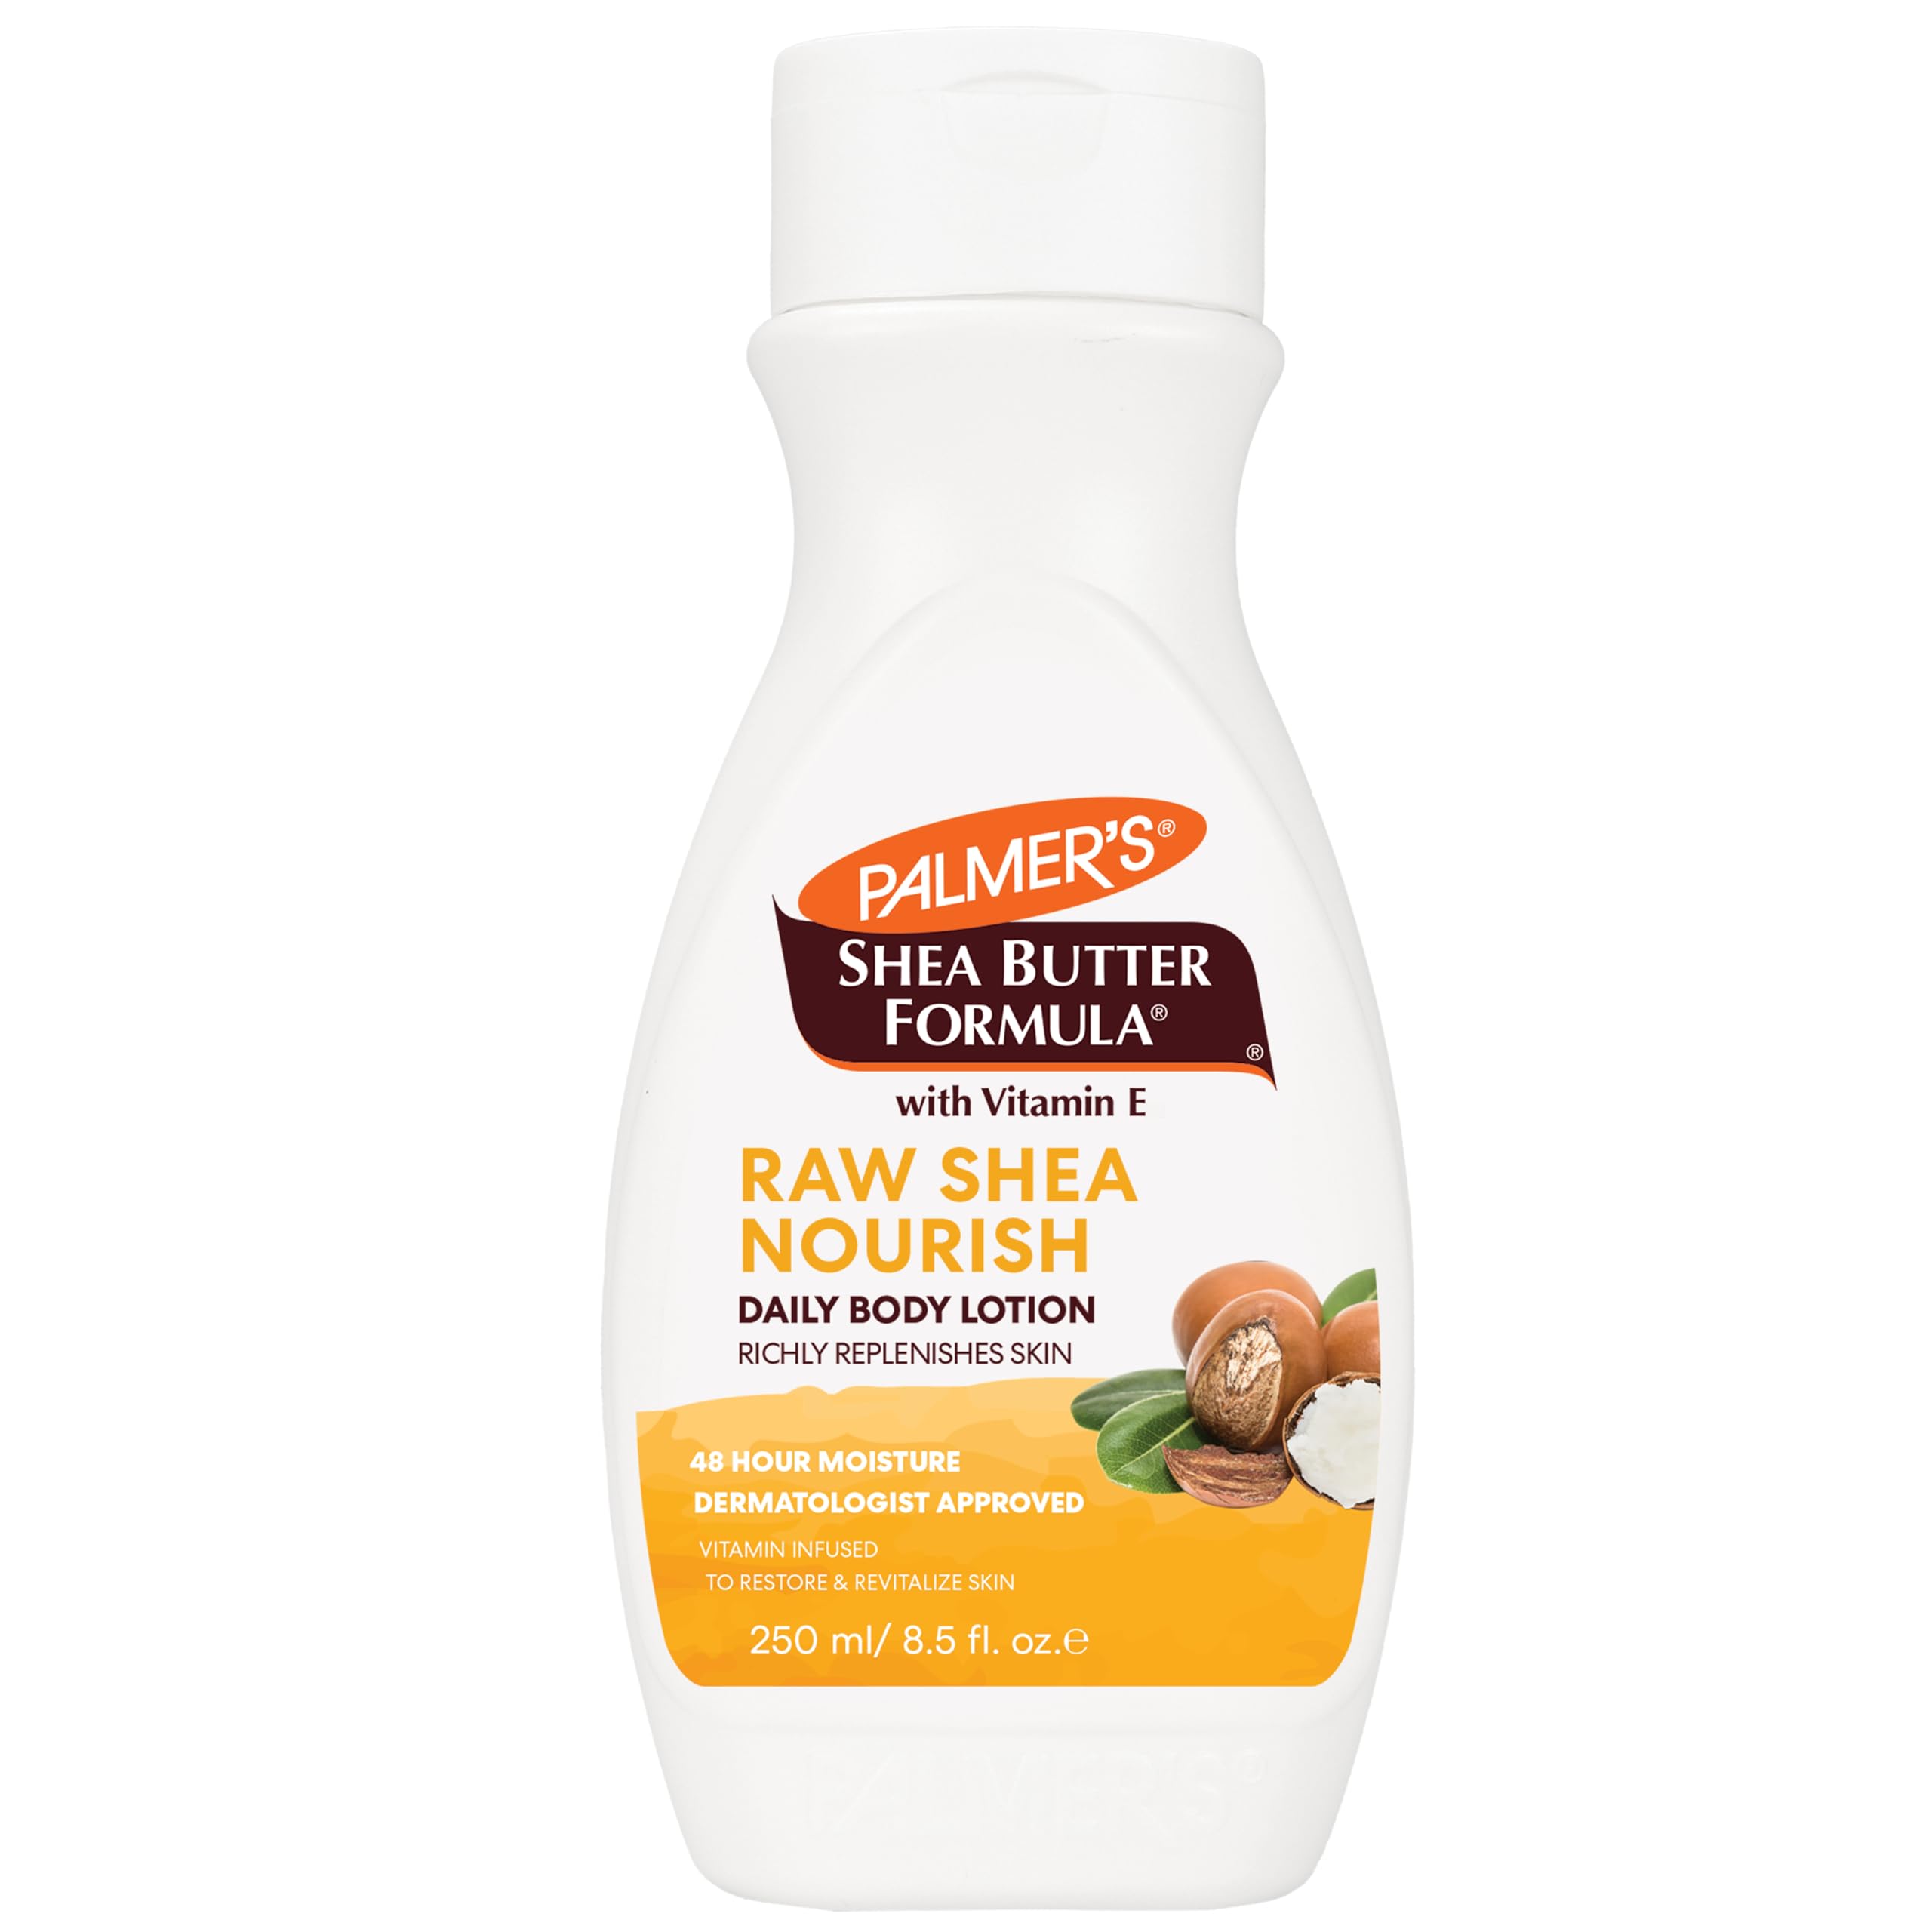 PALMER'S®
SHEA BUTTER
FORMULA®
®
with Vitamin E
RAW SHEA
NOURISH
DAILY BODY LOTION
RICHLY REPLENISHES SKIN
48 HOUR MOISTURE
DERMATOLOGIST APPROVED
VITAMIN INFUSED
TO RESTORE & REVITALIZE SKIN
250 ml/ 8.5 fl. oz.℮
PALMER'S®